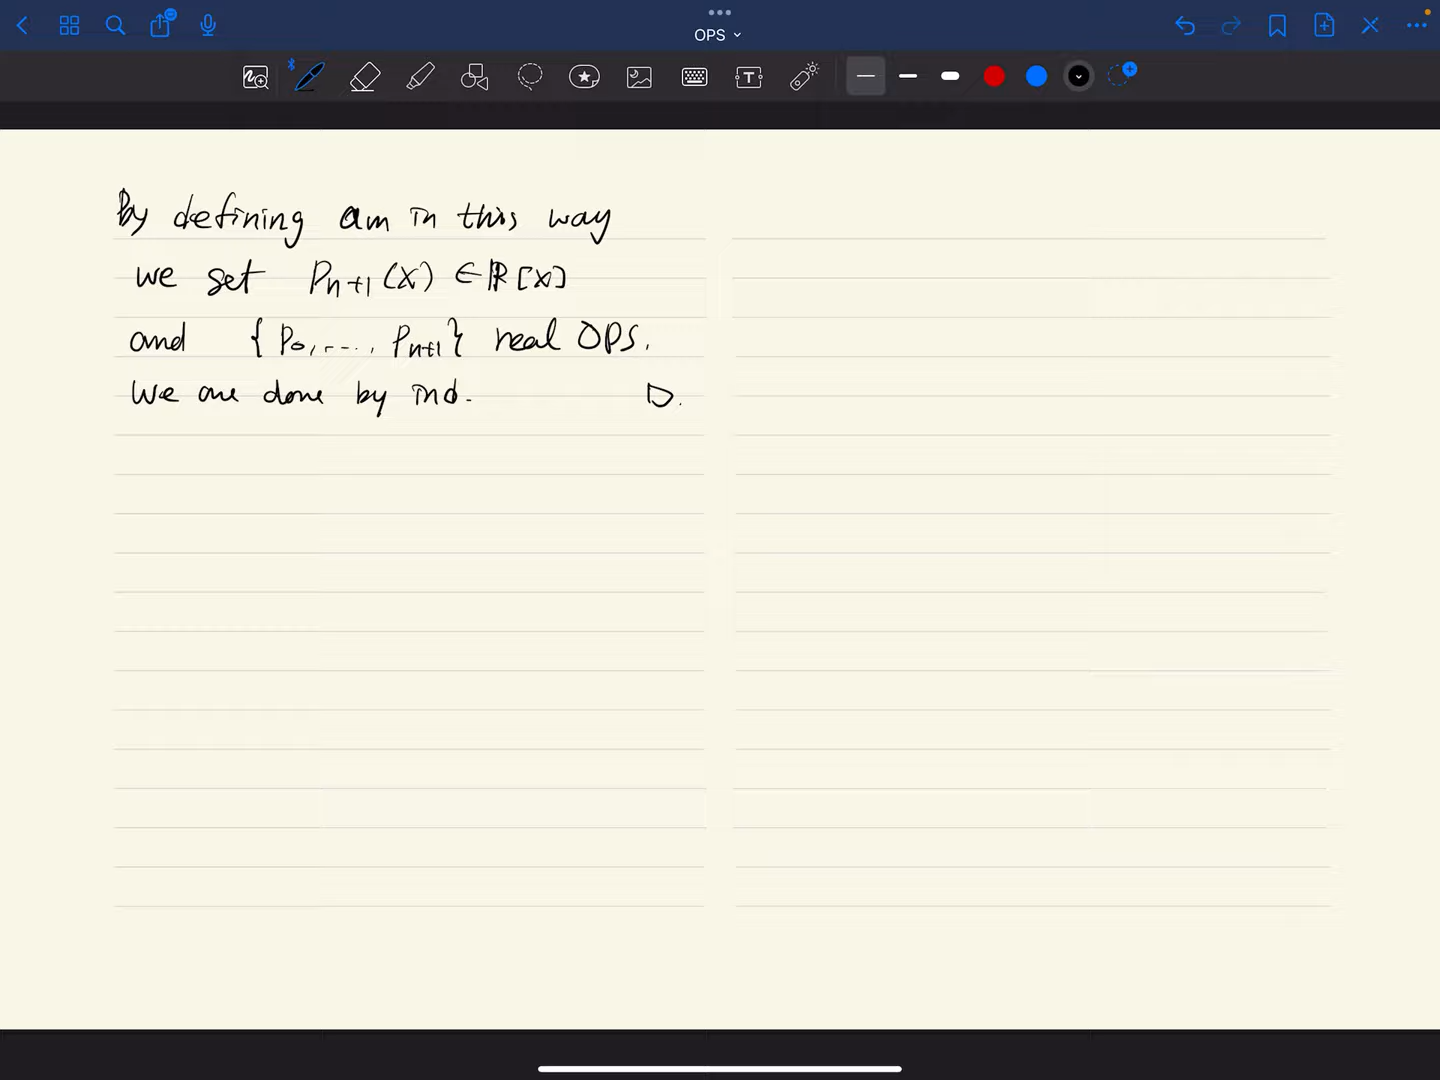 OPS
By defining am in this way
we set Pn+1(X) ∈ ℝ[X]
and {P0, ..., Pn+1} real OPS.
We are done by ind. □.